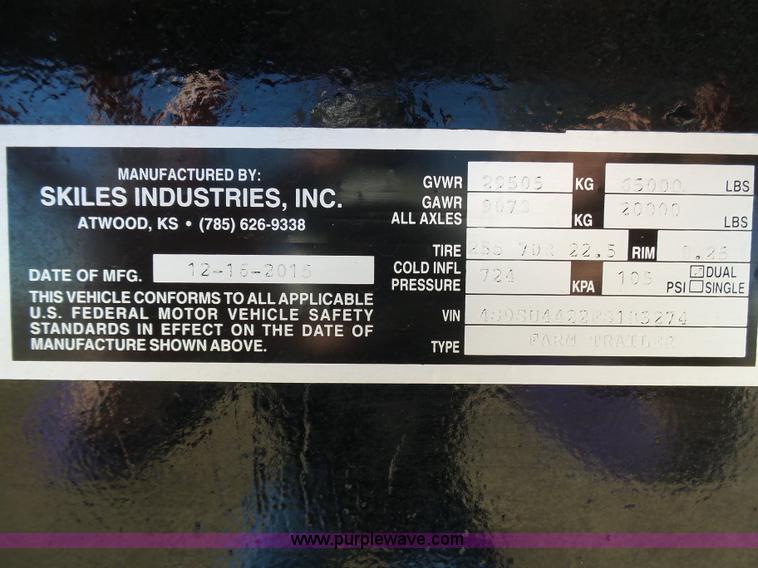 MANUFACTURED BY:
SKILES INDUSTRIES, INC.
ATWOOD, KS • (785) 626-9338
DATE OF MFG. 12-16-2015
THIS VEHICLE CONFORMS TO ALL APPLICABLE
U.S. FEDERAL MOTOR VEHICLE SAFETY
STANDARDS IN EFFECT ON THE DATE OF
MANUFACTURE SHOWN ABOVE.
GVWR KG 65000 LBS
GAWR
ALL AXLES KG 20000 LBS
TIRE 22.5 RIM
COLD INFL
PRESSURE 724 KPA 105 PSI DUAL
SINGLE
VIN
TYPE FARM TRAILER
www.purplewave.com